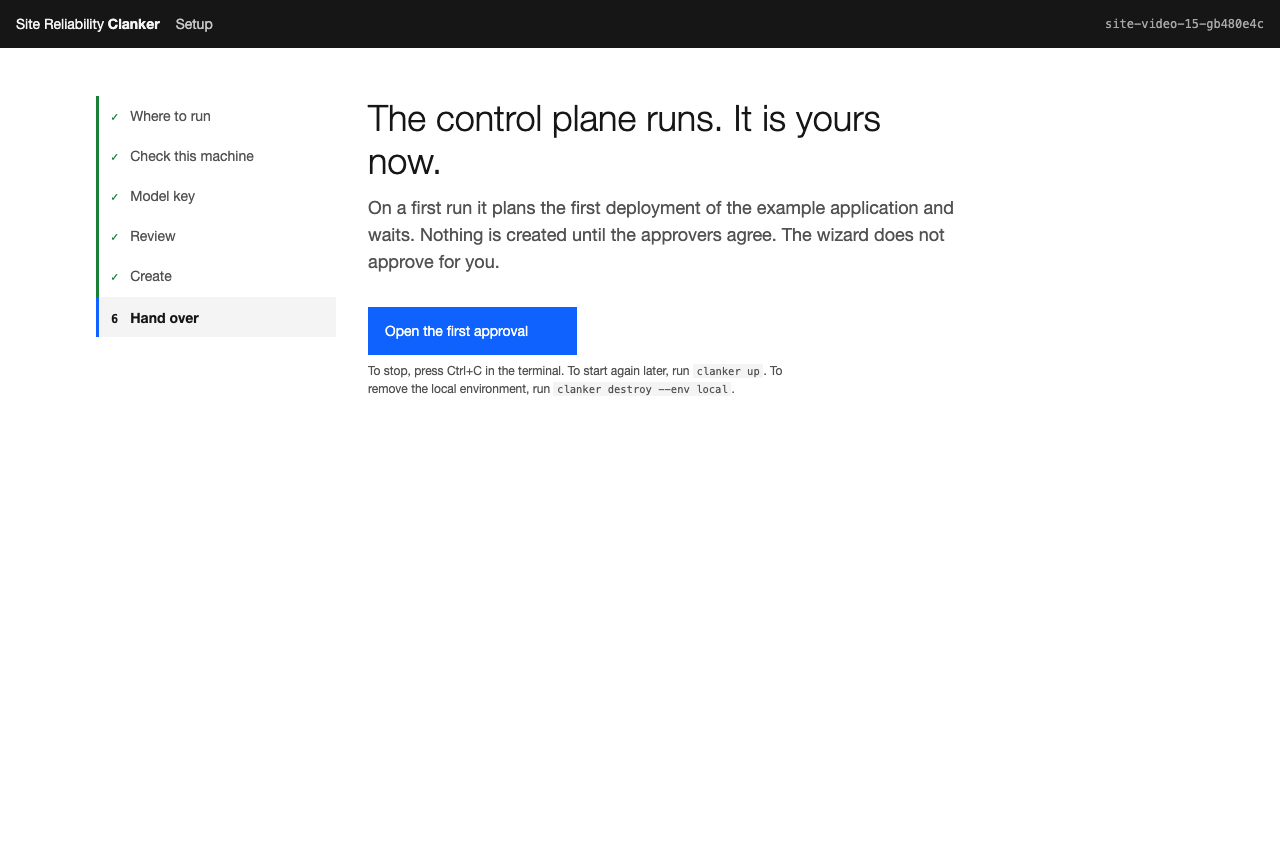 Site Reliability Clanker Setup site-video-15-gb480e4c
✓ Where to run
✓ Check this machine
✓ Model key
✓ Review
✓ Create
6 Hand over
The control plane runs. It is yours
now.
On a first run it plans the first deployment of the example application and
waits. Nothing is created until the approvers agree. The wizard does not
approve for you.
Open the first approval
To stop, press Ctrl+C in the terminal. To start again later, run clanker up. To
remove the local environment, run clanker destroy --env local.